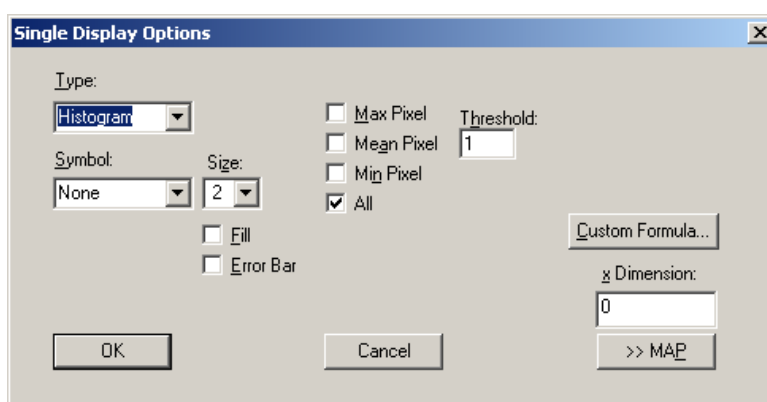 Single Display Options
Type:
Histogram
Symbol:
None
Size:
2
Fill
Error Bar
Max Pixel
Mean Pixel
Min Pixel
All
Threshold:
1
Custom Formula...
x Dimension:
0
OK
Cancel
>> MAP